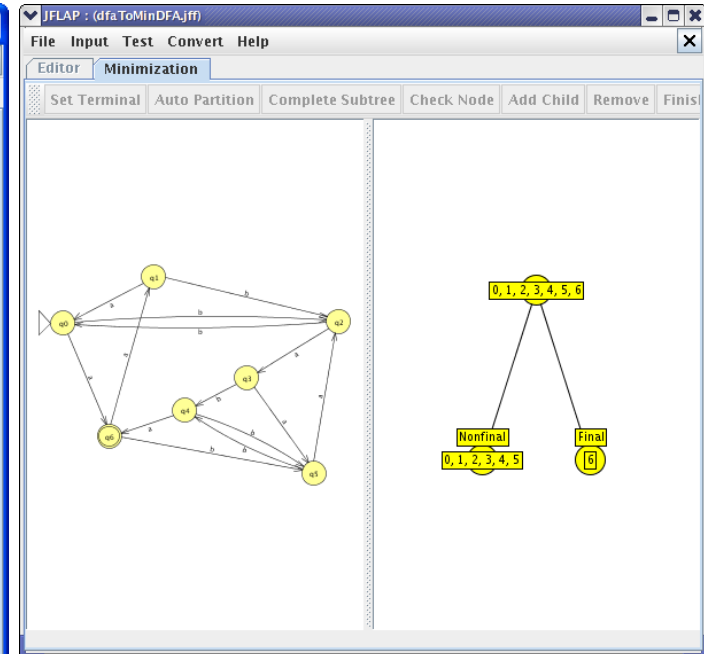 JFLAP : (dfaToMinDFA.jff)
File Input Test Convert Help
Editor Minimization
Set Terminal Auto Partition Complete Subtree Check Node Add Child Remove Finis
q1
a b
q0 b q2
b
a a a
q3
b a a
q4
a b
q6 b b
q5
0, 1, 2, 3, 4, 5, 6
Nonfinal Final
0, 1, 2, 3, 4, 5 6